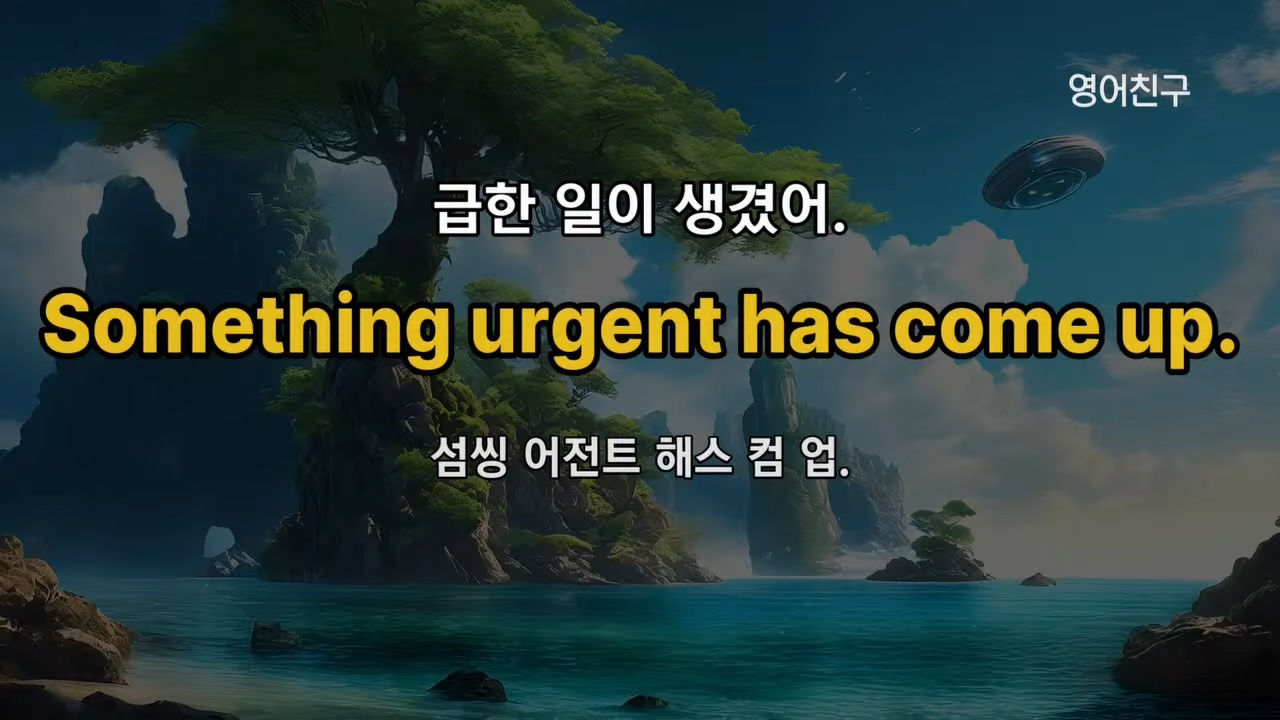 영어친구
급한 일이 생겼어.
Something urgent has come up.
섬씽 어전트 해스 컴 업.